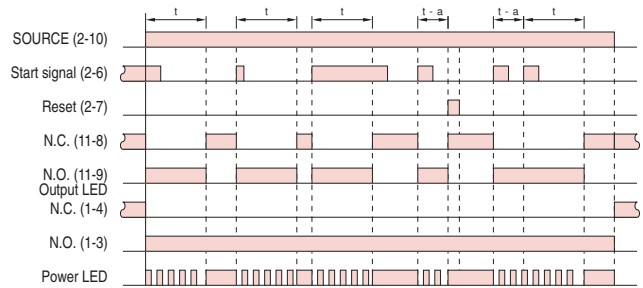 t t t t - a t - a t
SOURCE (2-10)
Start signal (2-6)
Reset (2-7)
N.C. (11-8)
N.O. (11-9)
Output LED
N.C. (1-4)
N.O. (1-3)
Power LED